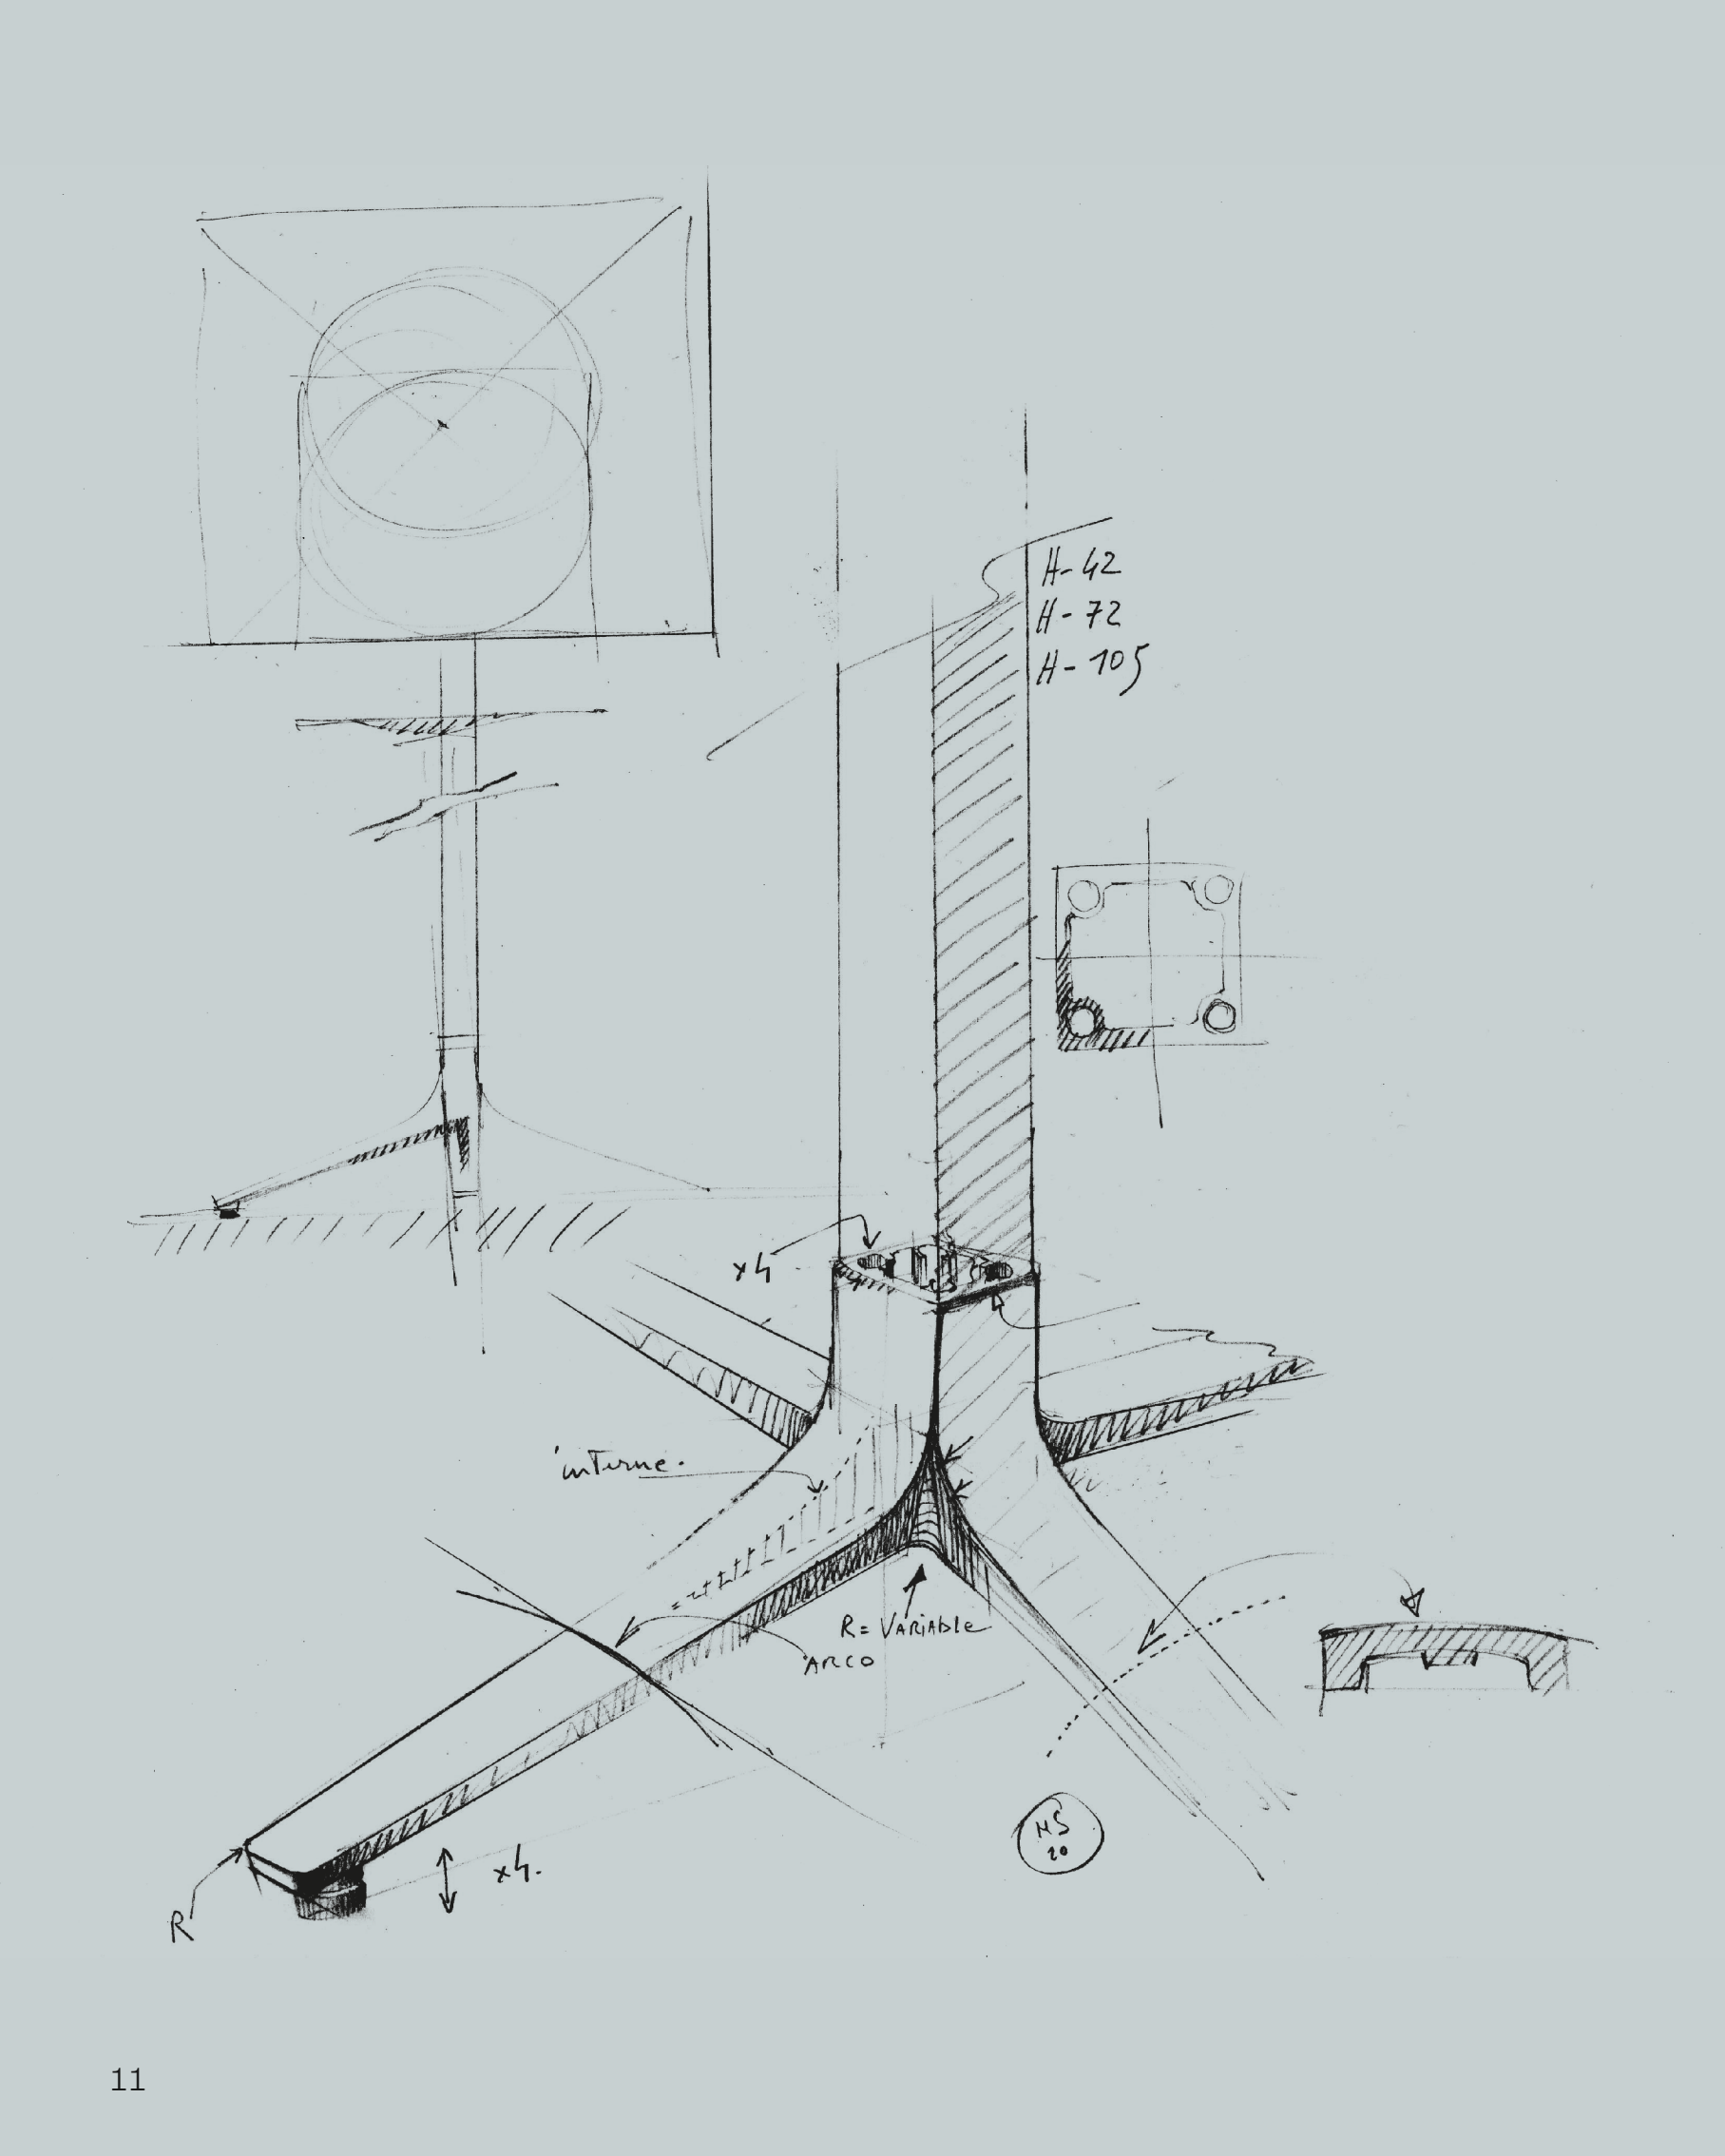 H-42
H-72
H-105
x4
interne.
R= VARIABLE
ARCO
MS
20
x4.
R
11